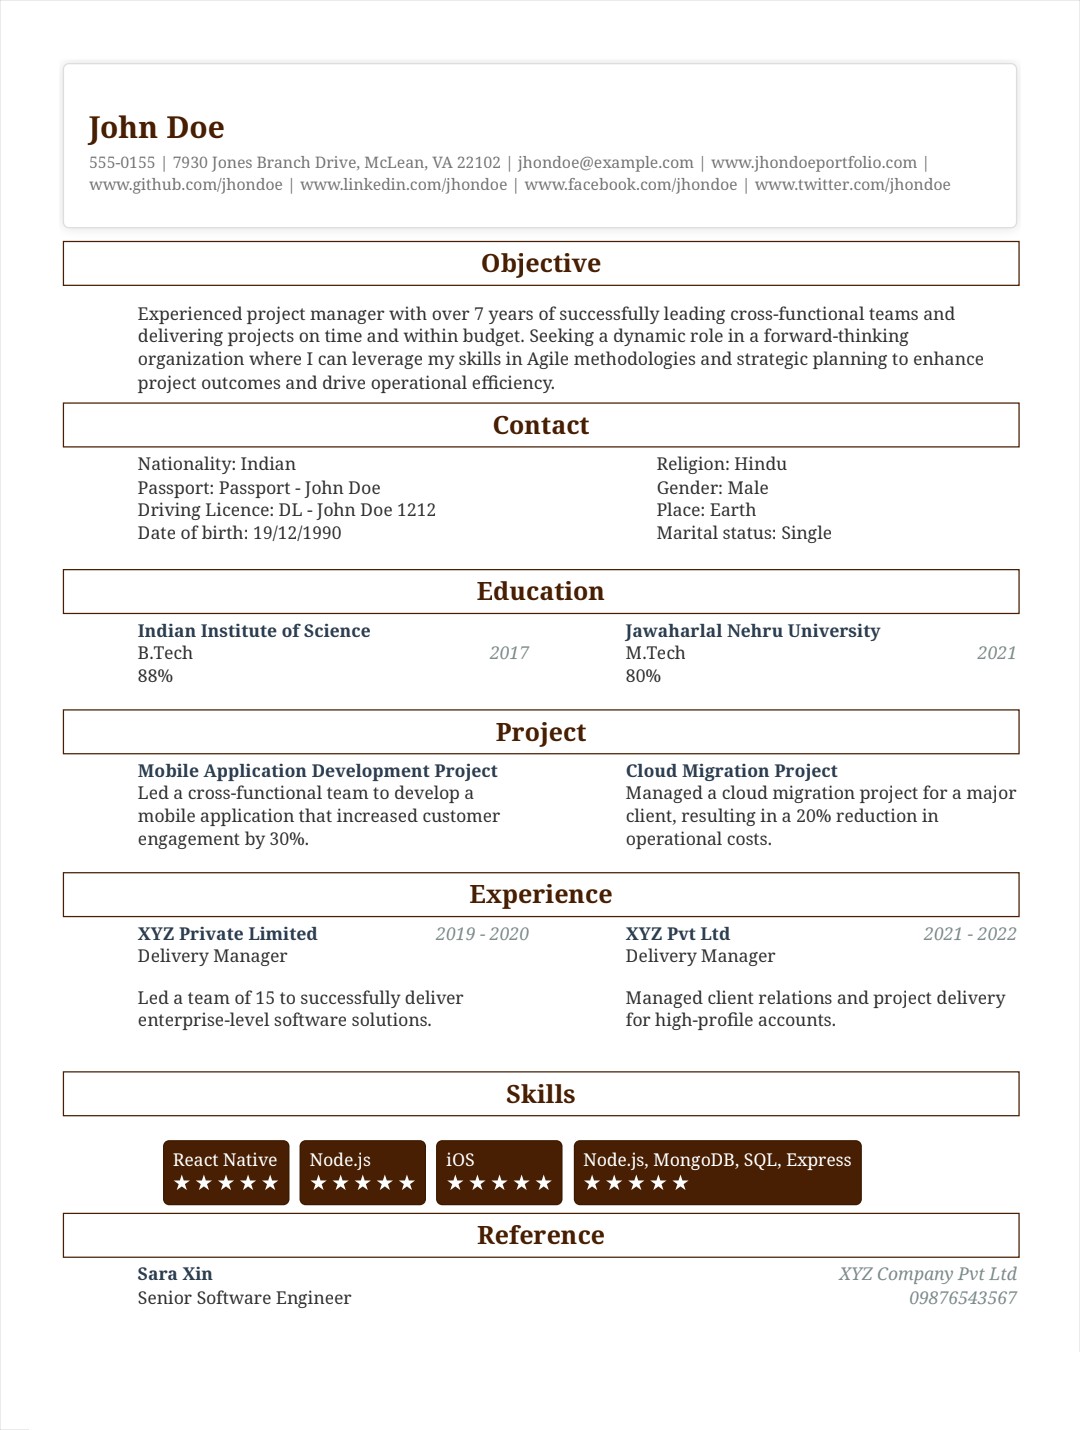 John Doe
555-0155 | 7930 Jones Branch Drive, McLean, VA 22102 | jhondoe@example.com | www.jhondoeportfolio.com |
www.github.com/jhondoe | www.linkedin.com/jhondoe | www.facebook.com/jhondoe | www.twitter.com/jhondoe
Objective
Experienced project manager with over 7 years of successfully leading cross-functional teams and
delivering projects on time and within budget. Seeking a dynamic role in a forward-thinking
organization where I can leverage my skills in Agile methodologies and strategic planning to enhance
project outcomes and drive operational efficiency.
Contact
Nationality: Indian
Passport: Passport - John Doe
Driving Licence: DL - John Doe 1212
Date of birth: 19/12/1990
Religion: Hindu
Gender: Male
Place: Earth
Marital status: Single
Education
Indian Institute of Science
B.Tech 2017
88%
Jawaharlal Nehru University
M.Tech 2021
80%
Project
Mobile Application Development Project
Led a cross-functional team to develop a
mobile application that increased customer
engagement by 30%.
Cloud Migration Project
Managed a cloud migration project for a major
client, resulting in a 20% reduction in
operational costs.
Experience
XYZ Private Limited 2019 - 2020
Delivery Manager
Led a team of 15 to successfully deliver
enterprise-level software solutions.
XYZ Pvt Ltd 2021 - 2022
Delivery Manager
Managed client relations and project delivery
for high-profile accounts.
Skills
React Native
★★★★★
Node.js
★★★★★
iOS
★★★★★
Node.js, MongoDB, SQL, Express
★★★★★
Reference
Sara Xin XYZ Company Pvt Ltd
Senior Software Engineer 09876543567